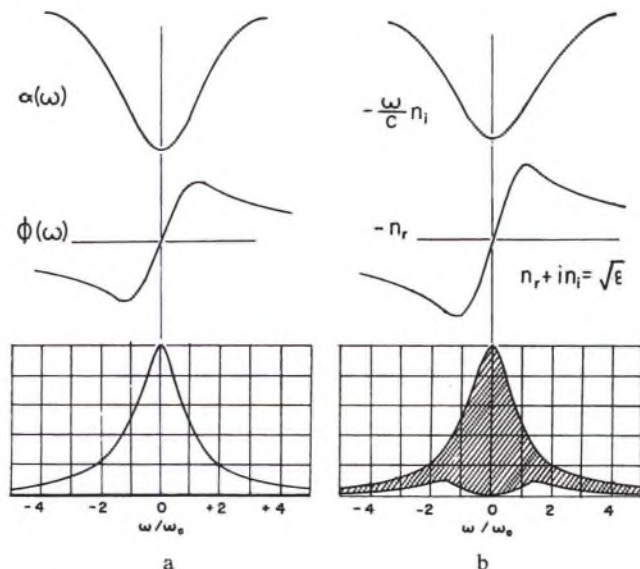 α(ω)
ϕ(ω)
-4 -2 0 +2 +4
ω/ω₀
a
-ω/c nᵢ
-nᵣ
nᵣ + inᵢ = √ε
-4 -2 0 2 4
ω/ω₀
b